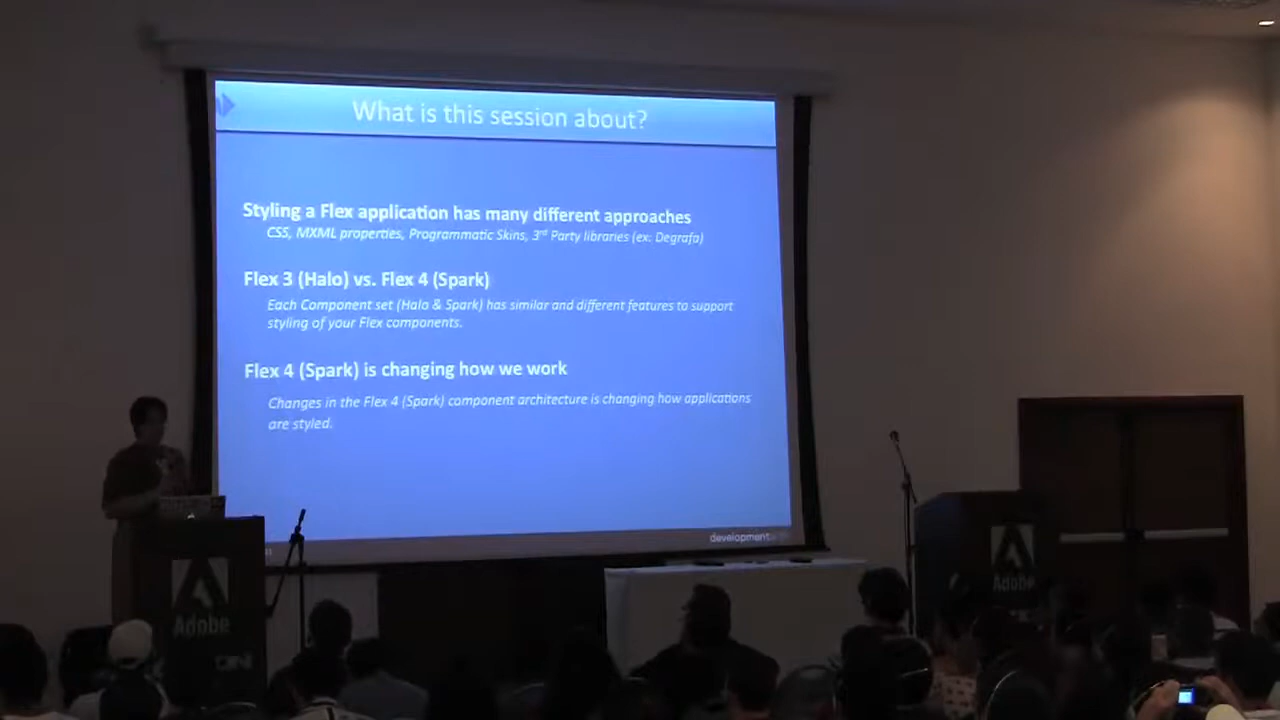 What is this session about?
Styling a Flex application has many different approaches
CSS, MXML properties, Programmatic Skins, 3rd Party libraries (ex: Degrafa)
Flex 3 (Halo) vs. Flex 4 (Spark)
Each Component set (Halo & Spark) has similar and different features to support
styling of your Flex components.
Flex 4 (Spark) is changing how we work
Changes in the Flex 4 (Spark) component architecture is changing how applications
are styled.
development
Adobe
Adobe